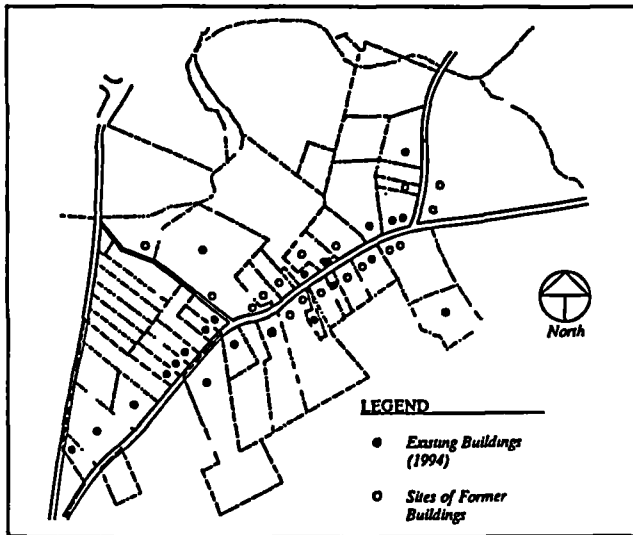 North
LEGEND
Existing Buildings
(1994)
Sites of Former
Buildings